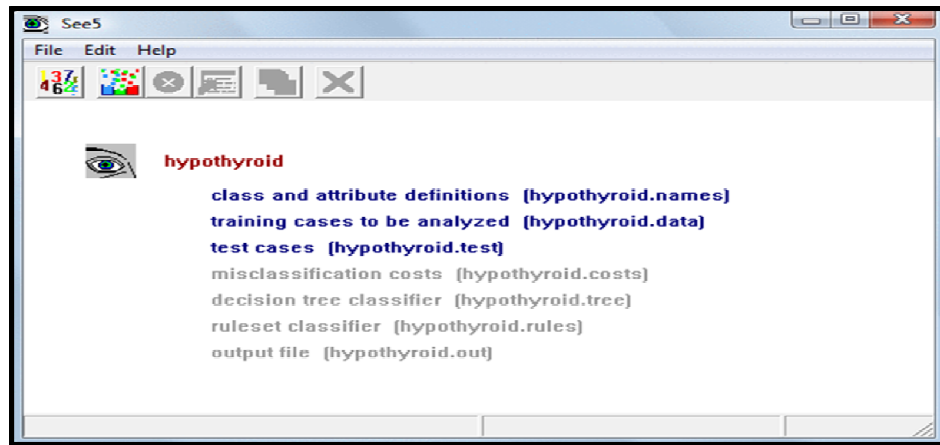 See5
File Edit Help
hypothyroid
class and attribute definitions (hypothyroid.names)
training cases to be analyzed (hypothyroid.data)
test cases (hypothyroid.test)
misclassification costs (hypothyroid.costs)
decision tree classifier (hypothyroid.tree)
ruleset classifier (hypothyroid.rules)
output file (hypothyroid.out)